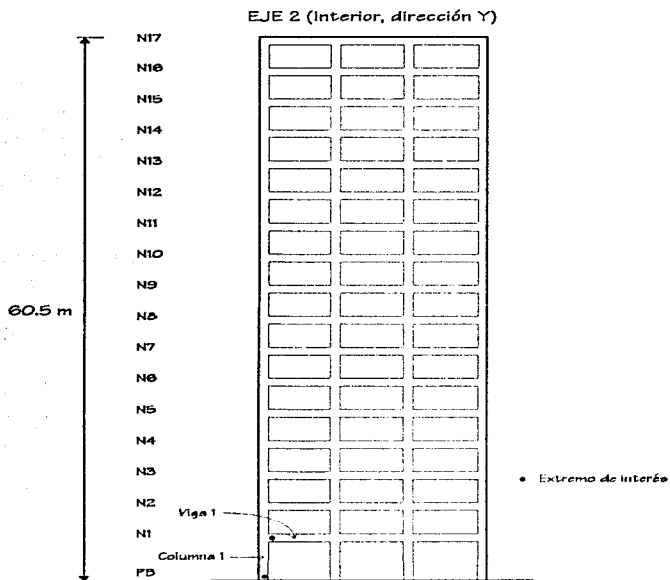 EJE 2 (Interior, dirección Y)
N17
N16
N15
N14
N13
N12
N11
N10
N9
60.5 m
N8
N7
N6
N5
N4
N3
Extremo de interés
N2
Viga 1
N1
Columna 1
PB